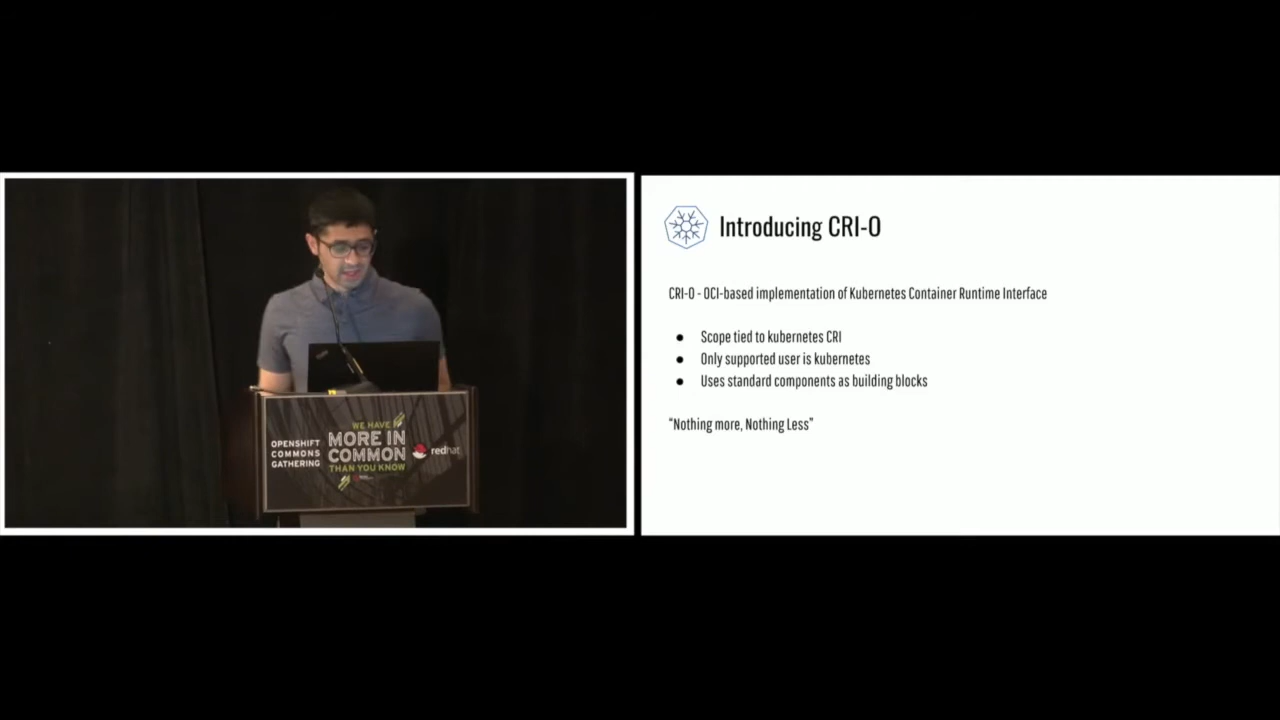 OPENSHIFT
COMMONS
GATHERING
WE HAVE
MORE IN
COMMON
THAN YOU KNOW
redhat
Introducing CRI-O
CRI-O - OCI-based implementation of Kubernetes Container Runtime Interface
● Scope tied to kubernetes CRI
● Only supported user is kubernetes
● Uses standard components as building blocks
“Nothing more, Nothing Less”